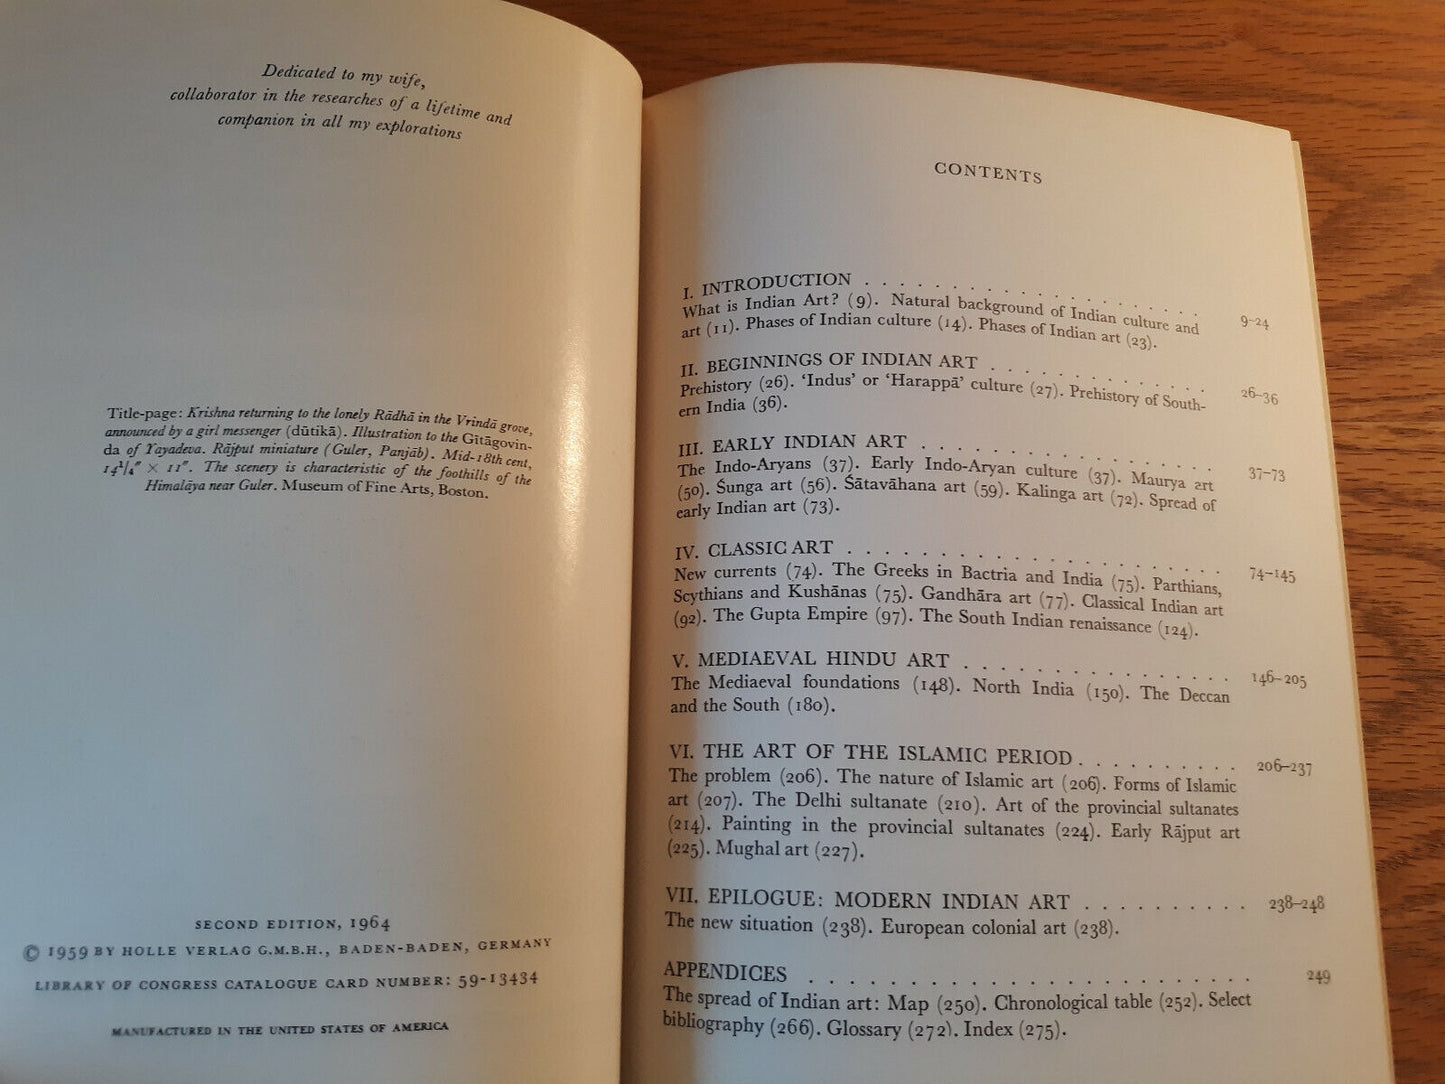 Dedicated to my wife,
collaborator in the researches of a lifetime and
companion in all my explorations
Title-page: Krishna returning to the lonely Rādhā in the Vrindā grove,
announced by a girl messenger (dūtikā). Illustration to the Gītāgovin-
da of Jayadeva. Rājput miniature (Guler, Panjāb). Mid-18th cent,
14¼″ × 11″. The scenery is characteristic of the foothills of the
Himalāya near Guler. Museum of Fine Arts, Boston.
SECOND EDITION, 1964
© 1959 BY HOLLE VERLAG G.M.B.H., BADEN-BADEN, GERMANY
LIBRARY OF CONGRESS CATALOGUE CARD NUMBER: 59-13434
MANUFACTURED IN THE UNITED STATES OF AMERICA
CONTENTS
I. INTRODUCTION . . . . . . . . . . . . . . . . . . . 9–24
What is Indian Art? (9). Natural background of Indian culture and
art (11). Phases of Indian culture (14). Phases of Indian art (23).
II. BEGINNINGS OF INDIAN ART . . . . . . . . . . . . . 26–36
Prehistory (26). ‘Indus’ or ‘Harappā’ culture (27). Prehistory of South-
ern India (36).
III. EARLY INDIAN ART . . . . . . . . . . . . . . . . 37–73
The Indo-Aryans (37). Early Indo-Aryan culture (37). Maurya art
(50). Śunga art (56). Śātavāhana art (59). Kalinga art (72). Spread of
early Indian art (73).
IV. CLASSIC ART . . . . . . . . . . . . . . . . . . . . 74–145
New currents (74). The Greeks in Bactria and India (75). Parthians,
Scythians and Kushānas (75). Gandhāra art (77). Classical Indian art
(92). The Gupta Empire (97). The South Indian renaissance (124).
V. MEDIAEVAL HINDU ART . . . . . . . . . . . . . . . 146–205
The Mediaeval foundations (148). North India (150). The Deccan
and the South (180).
VI. THE ART OF THE ISLAMIC PERIOD . . . . . . . . . . 206–237
The problem (206). The nature of Islamic art (206). Forms of Islamic
art (207). The Delhi sultanate (210). Art of the provincial sultanates
(214). Painting in the provincial sultanates (224). Early Rājput art
(225). Mughal art (227).
VII. EPILOGUE: MODERN INDIAN ART . . . . . . . . . . 238–248
The new situation (238). European colonial art (238).
APPENDICES . . . . . . . . . . . . . . . . . . . . . . . . 249
The spread of Indian art: Map (250). Chronological table (252). Select
bibliography (266). Glossary (272). Index (275).